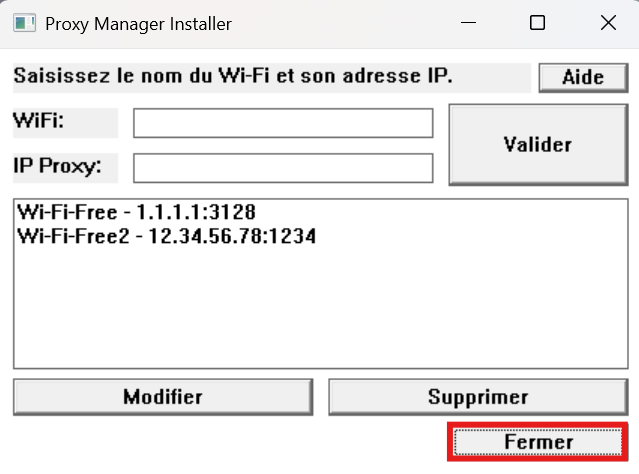 Proxy Manager Installer
Saisissez le nom du Wi-Fi et son adresse IP.
Aide
WiFi:
Valider
IP Proxy:
Wi-Fi-Free - 1.1.1.1:3128
Wi-Fi-Free2 - 12.34.56.78:1234
Modifier
Supprimer
Fermer